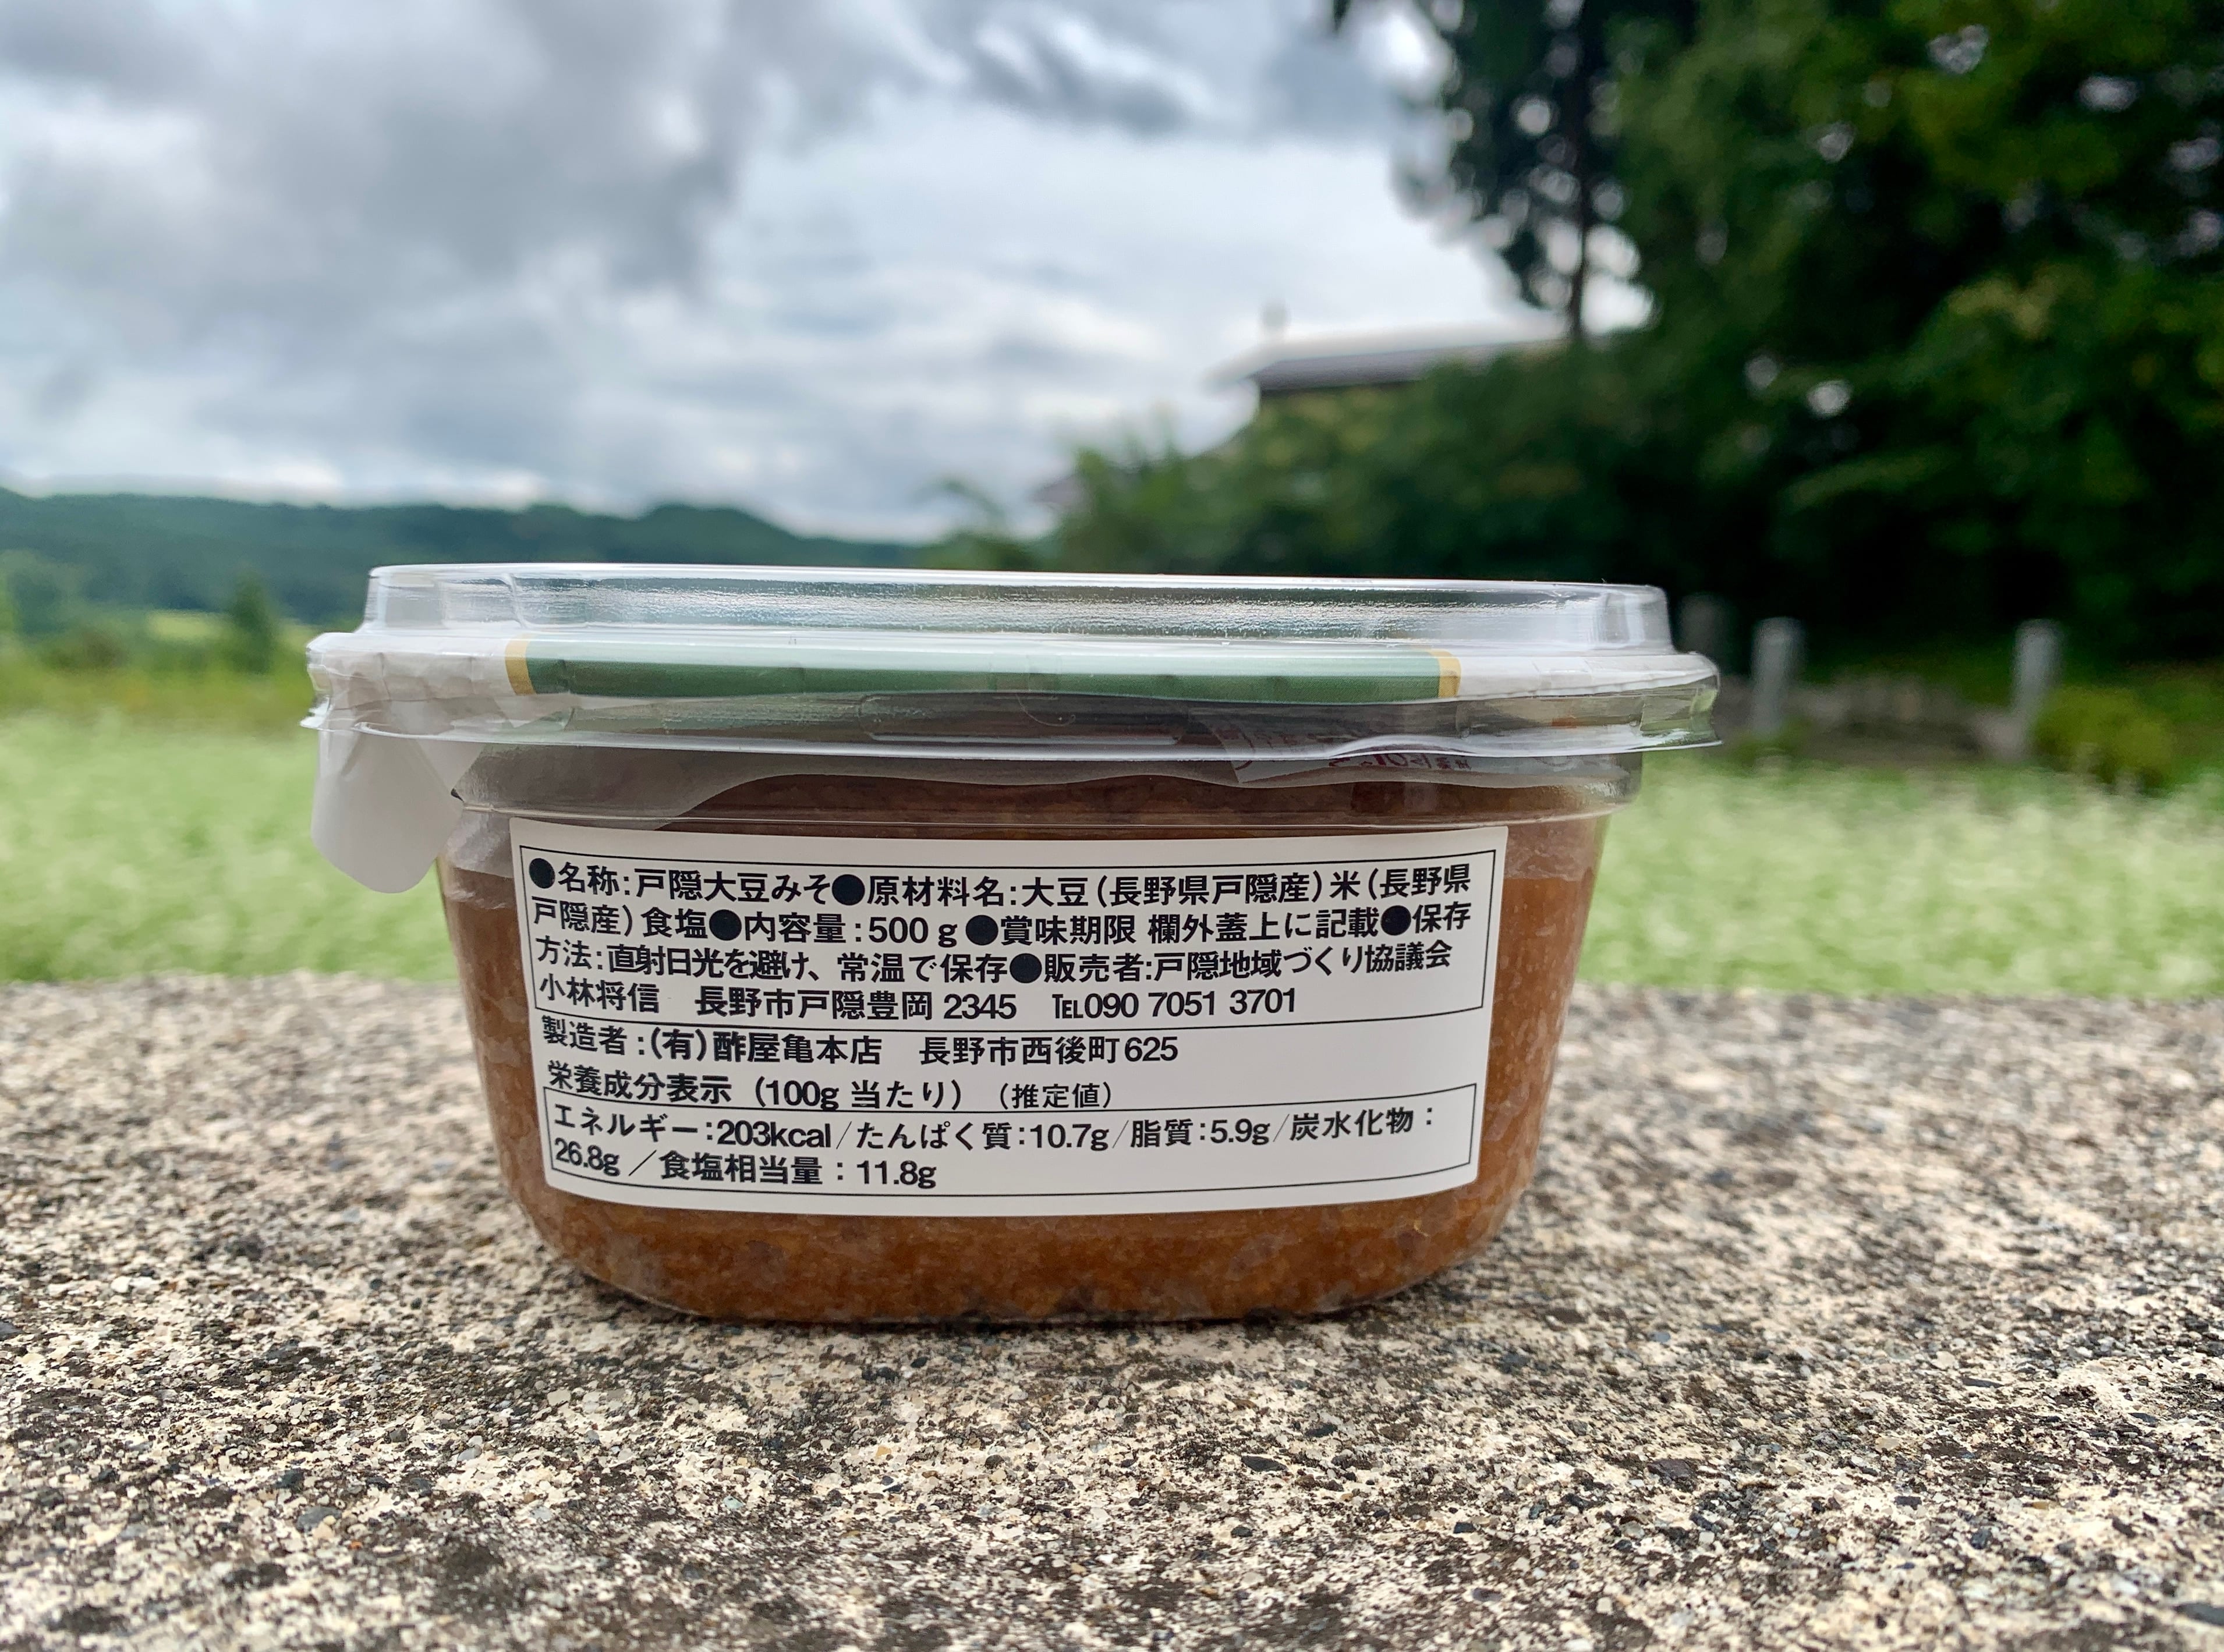 ●名称:戸隠大豆みそ●原材料名:大豆(長野県戸隠産)米(長野県
戸隠産)食塩●内容量:500g●賞味期限 欄外蓋上に記載●保存
方法:直射日光を避け、常温で保存●販売者:戸隠地域づくり協議会
小林将信 長野市戸隠豊岡 2345 ℡090 7051 3701
製造者:(有)酢屋亀本店 長野市西後町625
栄養成分表示 (100g 当たり) (推定値)
エネルギー:203kcal/たんぱく質:10.7g/脂質:5.9g/炭水化物:
26.8g /食塩相当量:11.8g